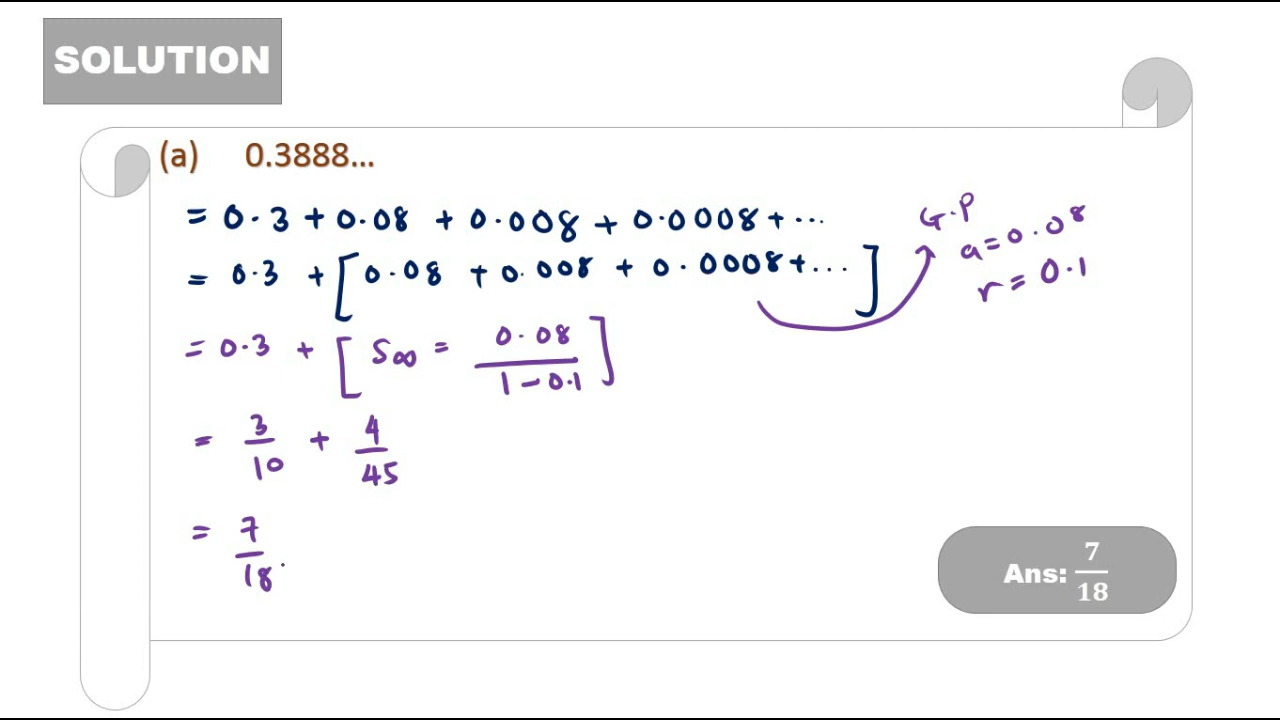 SOLUTION
(a) 0.3888...
= 0.3 + 0.08 + 0.008 + 0.0008 + ...
= 0.3 + [0.08 + 0.008 + 0.0008 + ...]
G.P
a = 0.08
r = 0.1
= 0.3 + [S∞ = 0.08/(1 - 0.1)]
= 3/10 + 4/45
= 7/18
Ans: 7/18